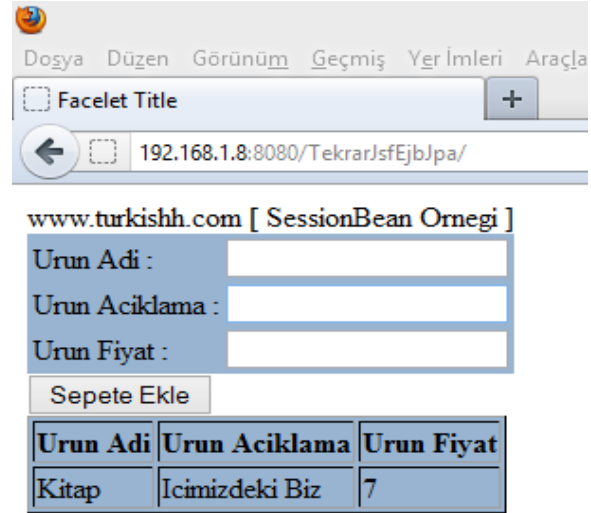 Dosya Düzen Görünüm Geçmiş Yer İmleri Araçla
Facelet Title +
192.168.1.8:8080/TekrarJsfEjbJpa/
www.turkishh.com [ SessionBean Ornegi ]
Urun Adi :
Urun Aciklama :
Urun Fiyat :
Sepete Ekle
Urun Adi Urun Aciklama Urun Fiyat
Kitap Icimizdeki Biz 7